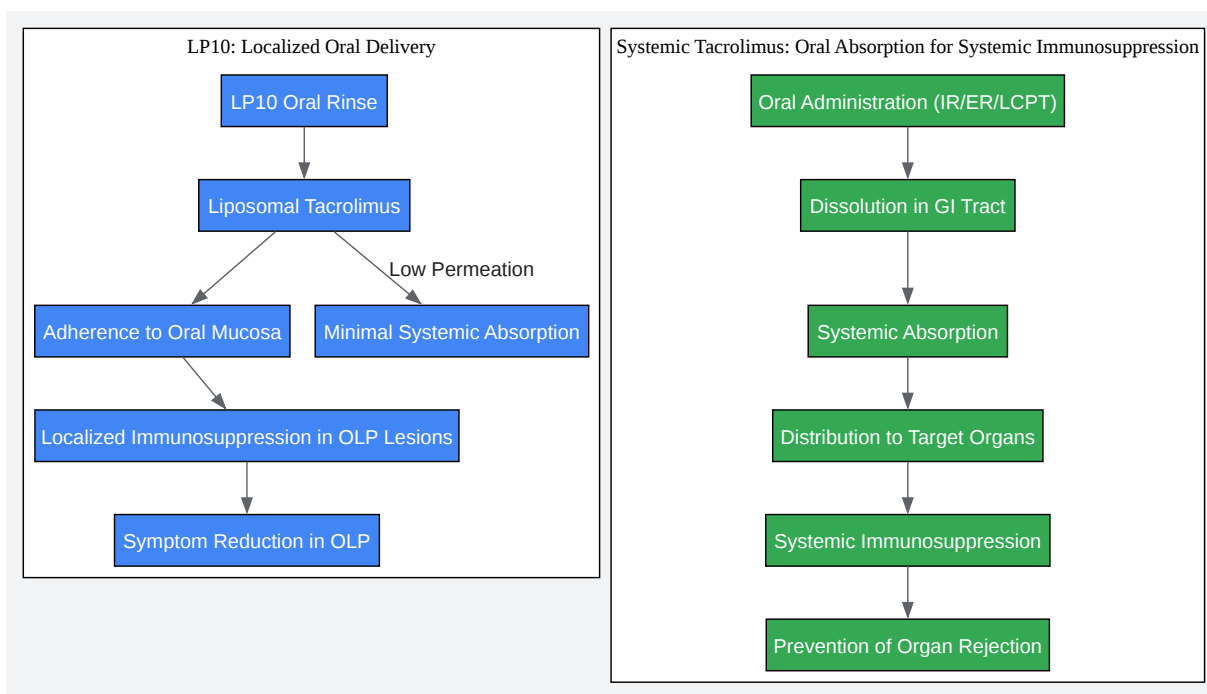 LP10: Localized Oral Delivery
LP10 Oral Rinse
Liposomal Tacrolimus
Low Permeation
Adherence to Oral Mucosa
Minimal Systemic Absorption
Localized Immunosuppression in OLP Lesions
Symptom Reduction in OLP
Systemic Tacrolimus: Oral Absorption for Systemic Immunosuppression
Oral Administration (IR/ER/LCPT)
Dissolution in GI Tract
Systemic Absorption
Distribution to Target Organs
Systemic Immunosuppression
Prevention of Organ Rejection